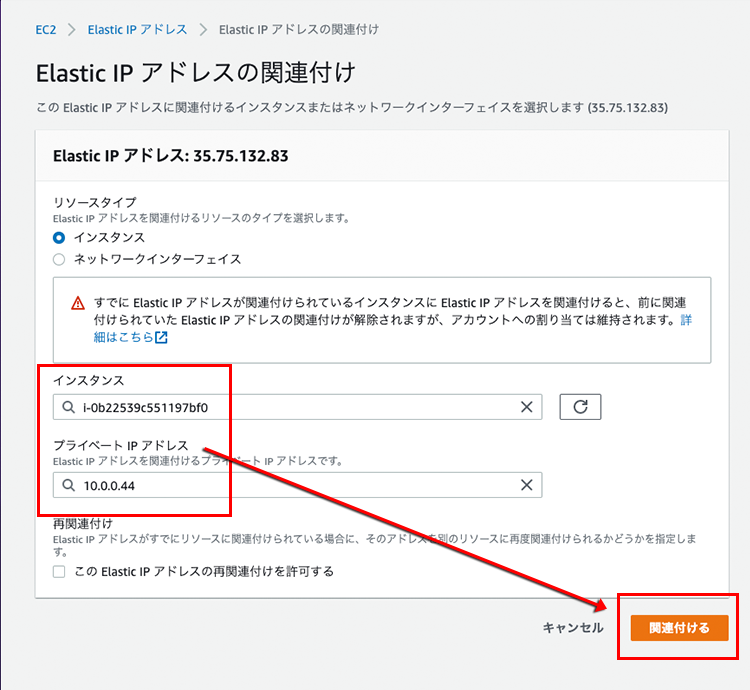 EC2 > Elastic IP アドレス > Elastic IP アドレスの関連付け
Elastic IP アドレスの関連付け
この Elastic IP アドレスに関連付けるインスタンスまたはネットワークインターフェイスを選択します (35.75.132.83)
Elastic IP アドレス: 35.75.132.83
リソースタイプ
Elastic IP アドレスを関連付けるリソースのタイプを選択します。
インスタンス
ネットワークインターフェイス
すでに Elastic IP アドレスが関連付けられているインスタンスに Elastic IP アドレスを関連付けると、前に関連
付けられていた Elastic IP アドレスの関連付けが解除されますが、アカウントへの割り当ては維持されます。詳
細はこちら
インスタンス
i-0b22539c551197bf0
プライベート IP アドレス
Elastic IP アドレスを関連付けるプライベート IP アドレスです。
10.0.0.44
再関連付け
Elastic IP アドレスがすでにリソースに関連付けられている場合に、そのアドレスを別のリソースに再度関連付けられるかどうかを指定しま
す。
この Elastic IP アドレスの再関連付けを許可する
キャンセル
関連付ける